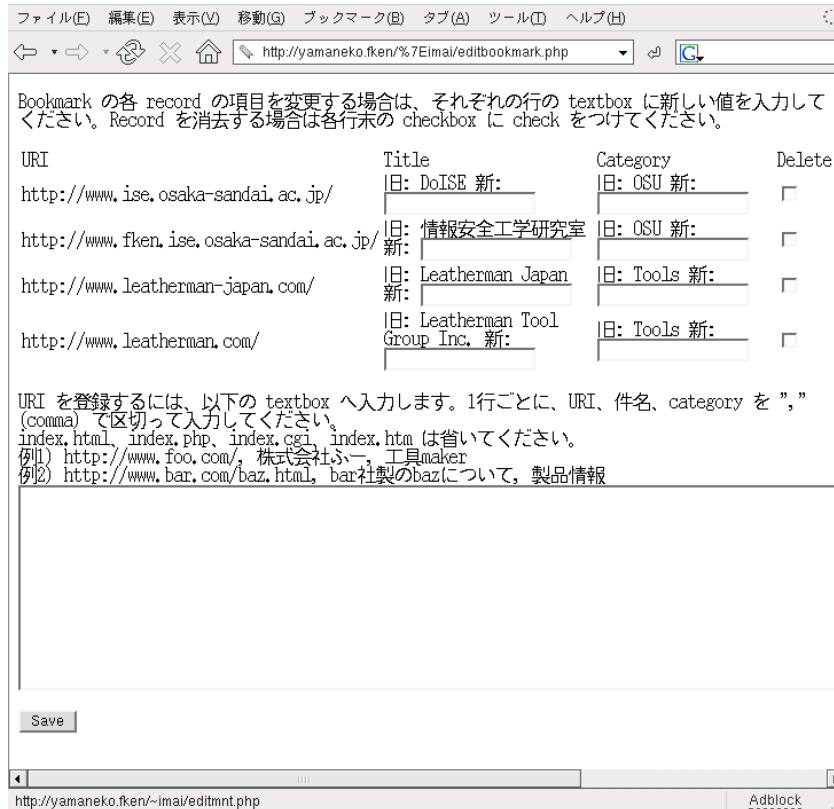 ファイル(F) 編集(E) 表示(V) 移動(G) ブックマーク(B) タブ(A) ツール(T) ヘルプ(H)
http://yamaneko.fken/%7Eimai/editbookmark.php
Bookmark の各 record の項目を変更する場合は、それぞれの行の textbox に新しい値を入力して
ください。Record を消去する場合は各行末の checkbox に check をつけてください。
URI Title Category Delete
http://www.ise.osaka-sandai.ac.jp/ 旧: DoISE 新: 旧: OSU 新:
http://www.fken.ise.osaka-sandai.ac.jp/ 旧: 情報安全工学研究室 旧: OSU 新:
新:
http://www.leatherman-japan.com/ 旧: Leatherman Japan 旧: Tools 新:
新:
http://www.leatherman.com/ 旧: Leatherman Tool 旧: Tools 新:
Group Inc. 新:
URI を登録するには、以下の textbox へ入力します。1行ごとに、URI、件名、category を ","
(comma) で区切って入力してください。
index.html、index.php、index.cgi、index.htm は省いてください。
例1) http://www.foo.com/, 株式会社ふー, 工具maker
例2) http://www.bar.com/baz.html, bar社製のbazについて, 製品情報
Save
http://yamaneko.fken/~imai/editmnt.php Adblock